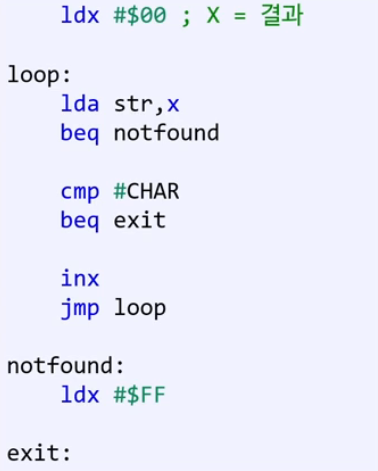 ldx #$00 ; X = 결과
loop:
lda str,x
beq notfound
cmp #CHAR
beq exit
inx
jmp loop
notfound:
ldx #$FF
exit: